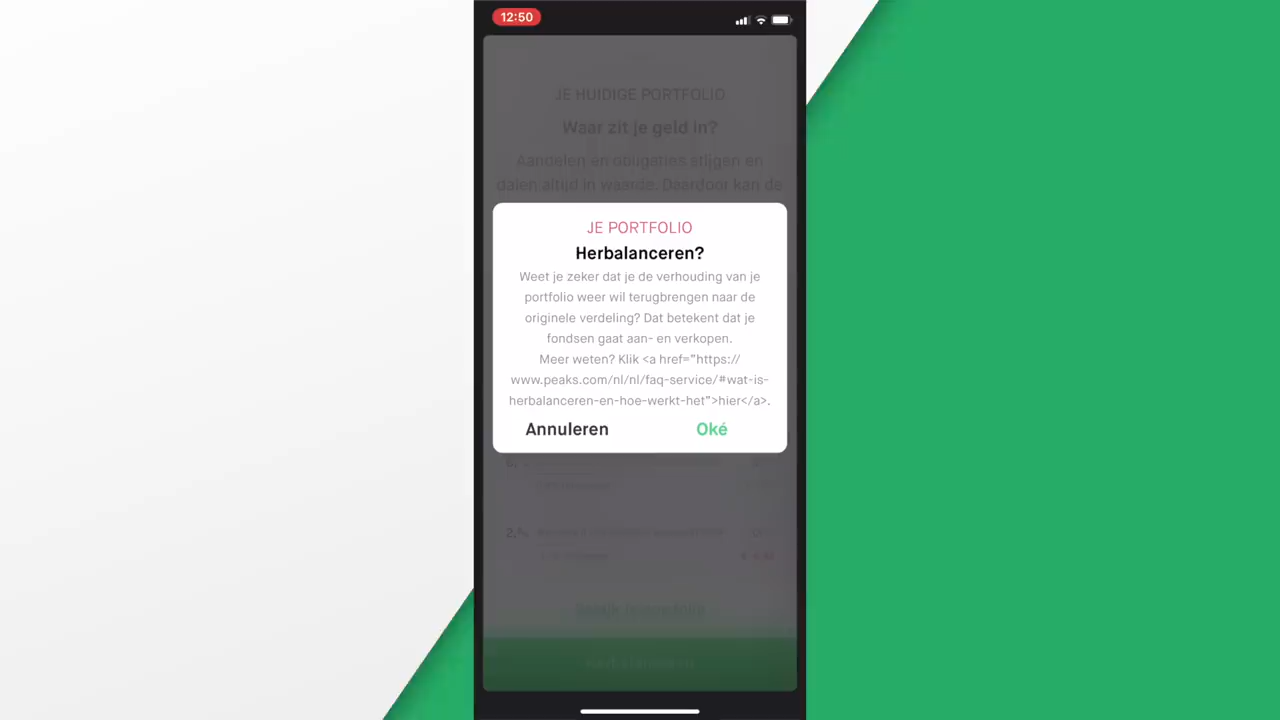 12:50
JE HUIDIGE PORTFOLIO
Waar zit je geld in?
Aandelen en obligaties stijgen en
dalen altijd in waarde. Daardoor kan de
JE PORTFOLIO
Herbalanceren?
Weet je zeker dat je de verhouding van je
portfolio weer wil terugbrengen naar de
originele verdeling? Dat betekent dat je
fondsen gaat aan- en verkopen.
Meer weten? Klik <a href="https://
www.peaks.com/nl/nl/faq-service/#wat-is-
herbalanceren-en-hoe-werkt-het">hier</a>.
Annuleren
Oké